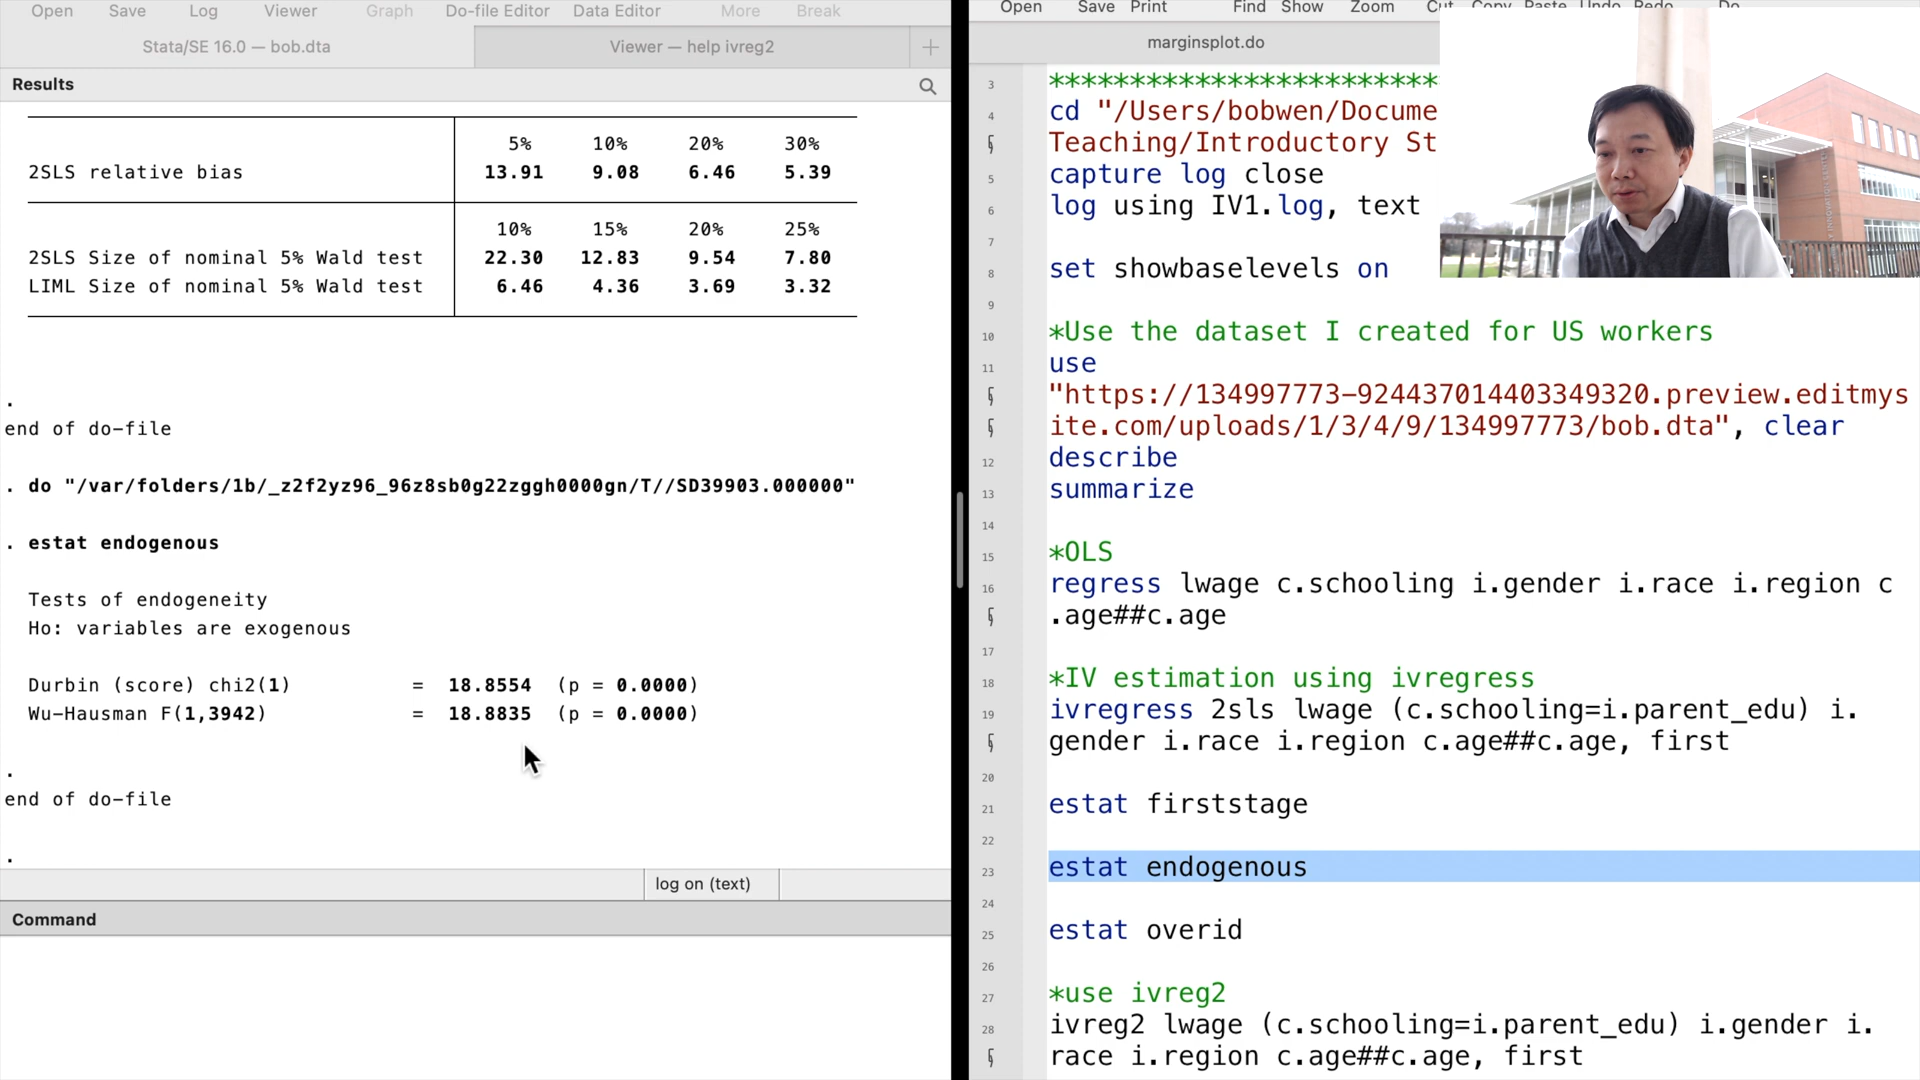 Open Save Log Viewer Graph Do-file Editor Data Editor More Break
Stata/SE 16.0 — bob.dta
Viewer — help ivreg2
Results
5% 10% 20% 30%
2SLS relative bias 13.91 9.08 6.46 5.39
10% 15% 20% 25%
2SLS Size of nominal 5% Wald test 22.30 12.83 9.54 7.80
LIML Size of nominal 5% Wald test 6.46 4.36 3.69 3.32
.
end of do-file
. do "/var/folders/1b/_z2f2yz96_96z8sb0g22zggh0000gn/T//SD39903.000000"
. estat endogenous
Tests of endogeneity
Ho: variables are exogenous
Durbin (score) chi2(1) = 18.8554 (p = 0.0000)
Wu-Hausman F(1,3942) = 18.8835 (p = 0.0000)
.
end of do-file
.
log on (text)
Command
Open Save Print Find Show Zoom Cut Copy Paste Undo Redo Do
marginsplot.do
3 *************************
4 cd "/Users/bobwen/Docume
Teaching/Introductory St
5 capture log close
6 log using IV1.log, text
7
8 set showbaselevels on
9
10 *Use the dataset I created for US workers
11 use
"https://134997773-924437014403349320.preview.editmys
ite.com/uploads/1/3/4/9/134997773/bob.dta", clear
12 describe
13 summarize
14
15 *OLS
16 regress lwage c.schooling i.gender i.race i.region c
.age##c.age
17
18 *IV estimation using ivregress
19 ivregress 2sls lwage (c.schooling=i.parent_edu) i.
gender i.race i.region c.age##c.age, first
20
21 estat firststage
22
23 estat endogenous
24
25 estat overid
26
27 *use ivreg2
28 ivreg2 lwage (c.schooling=i.parent_edu) i.gender i.
race i.region c.age##c.age, first